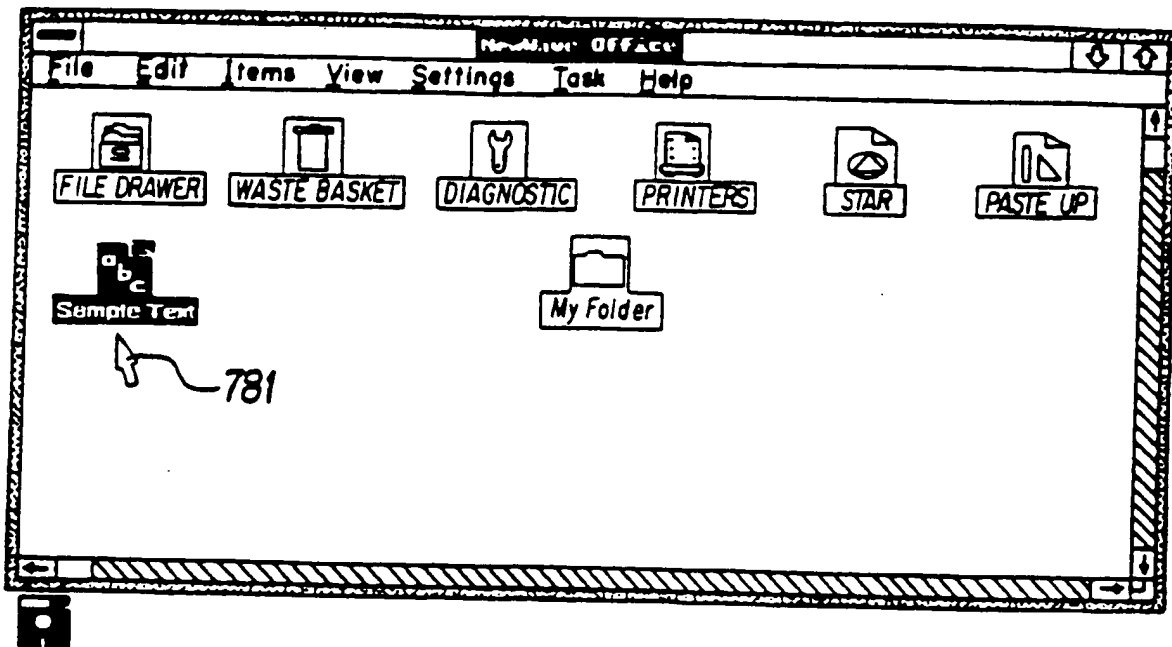 NewWave Office
File Edit Items View Settings Task Help
FILE DRAWER WASTE BASKET DIAGNOSTIC PRINTERS STAR PASTE UP
abc
Sample Text My Folder
781